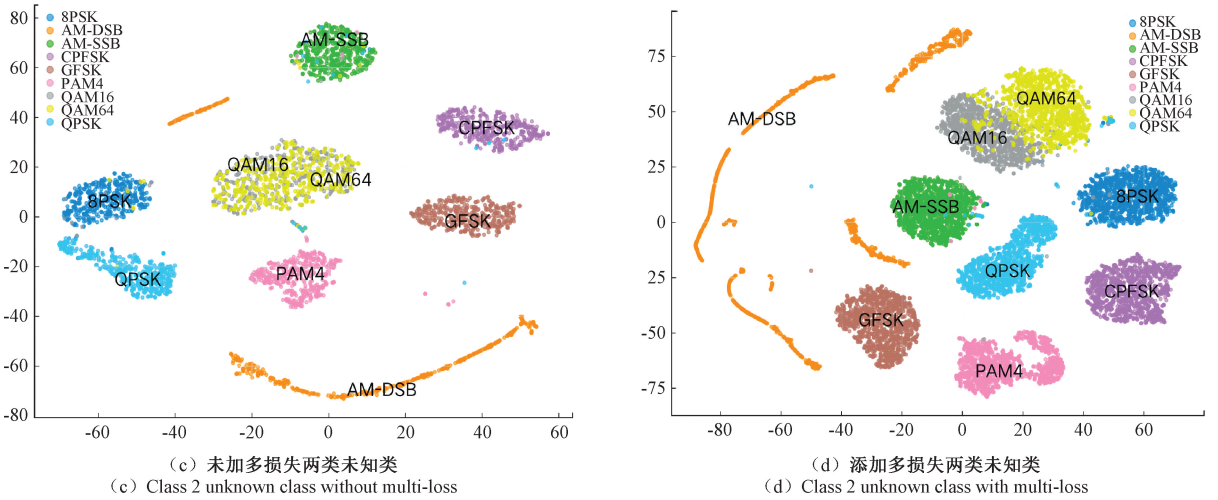 80
60
40
20
0
-20
-40
-60
-80
-60
-40
-20
0
20
40
60
8PSK
AM-DSB
AM-SSB
CPFSK
GFSK
PAM4
QAM16
QAM64
QPSK
AM-SSB
CPFSK
QAM16
QAM64
8PSK
GFSK
QPSK
PAM4
AM-DSB
(c) 未加多损失两类未知类
(c) Class 2 unknown class without multi-loss
75
50
25
0
25
-50
-75
-80
-60
-40
-20
0
20
40
60
8PSK
AM-DSB
AM-SSB
CPFSK
GFSK
PAM4
QAM16
QAM64
QPSK
QAM64
AM-DSB
QAM16
8PSK
AM-SSB
QPSK
CPFSK
GFSK
PAM4
(d) 添加多损失两类未知类
(d) Class 2 unknown class with multi-loss